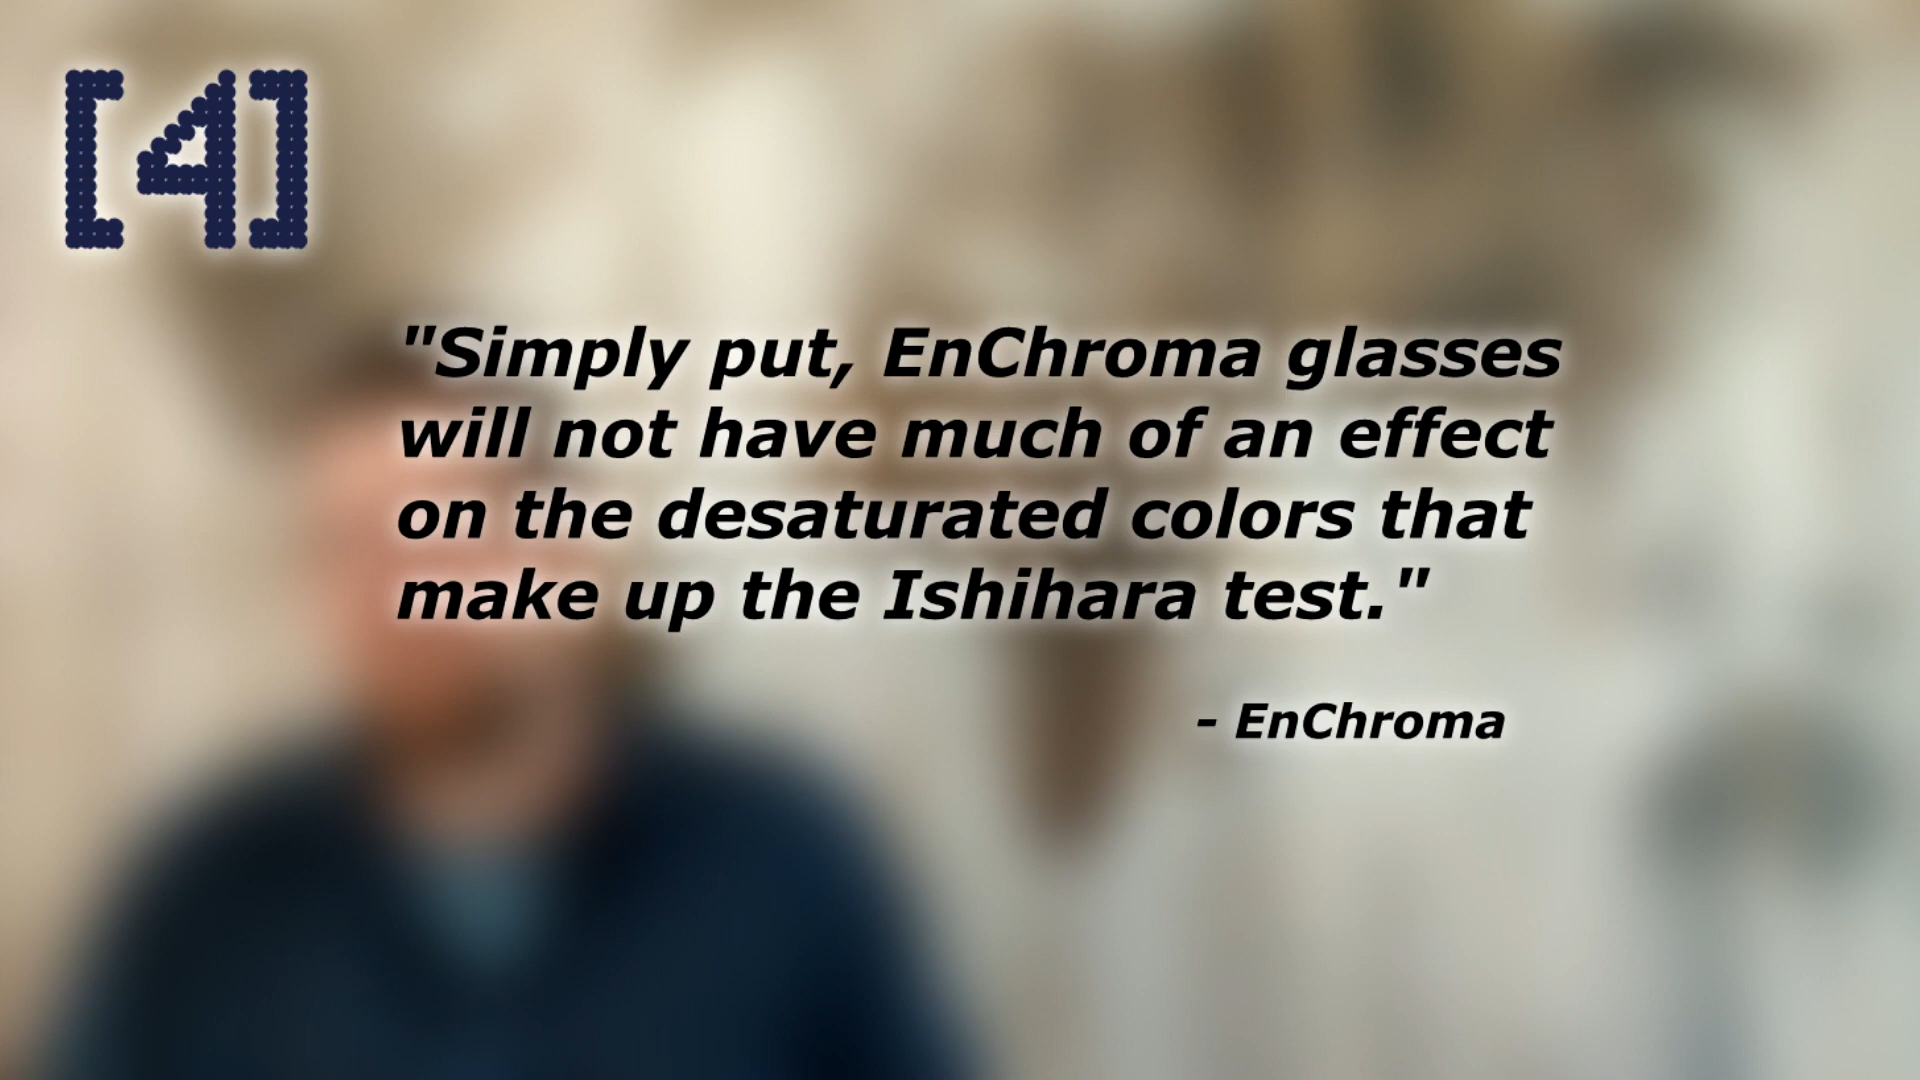 [4]
"Simply put, EnChroma glasses
will not have much of an effect
on the desaturated colors that
make up the Ishihara test."
- EnChroma